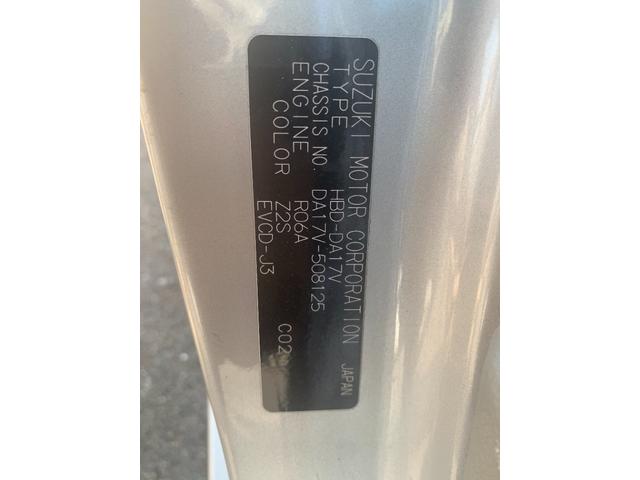 SUZUKI MOTOR CORPORATION JAPAN
TYPE HBD-DA17V
CHASSIS NO. DA17V-508125
ENGINE R06A
COLOR Z2S C02
EVCD-J3